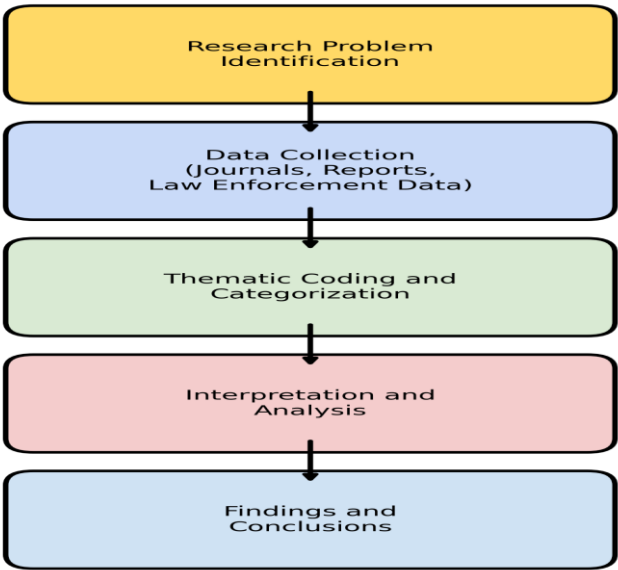 Research Problem
Identification
Data Collection
(Journals, Reports,
Law Enforcement Data)
Thematic Coding and
Categorization
Interpretation and
Analysis
Findings and
Conclusions